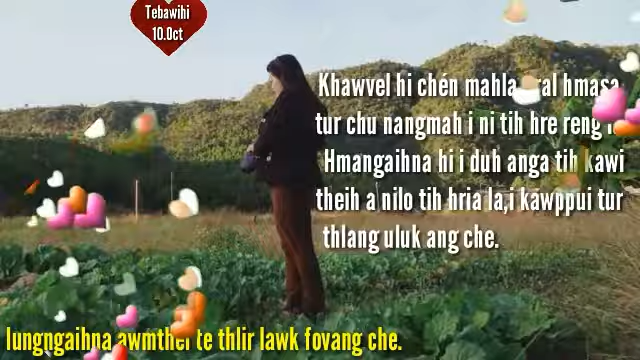 Tebawihi
10.Oct
Khawvel hi chén mahla hmasa
tur chu nangmah i ni tih hre reng
Hmangaihna hi i duh anga tih kawi
theih a nilo tih hria la,i kawppui tur
thlang uluk ang che.
lungngaihna awmthei te thlir lawk fovang che.